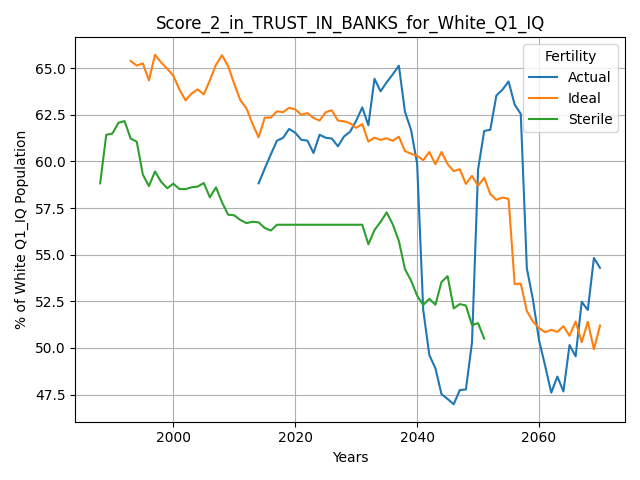 Score_2_in_TRUST_IN_BANKS_for_White_Q1_IQ
% of White Q1_IQ Population
65.0
62.5
60.0
57.5
55.0
52.5
50.0
47.5
Fertility
Actual
Ideal
Sterile
2000
2020
2040
2060
Years